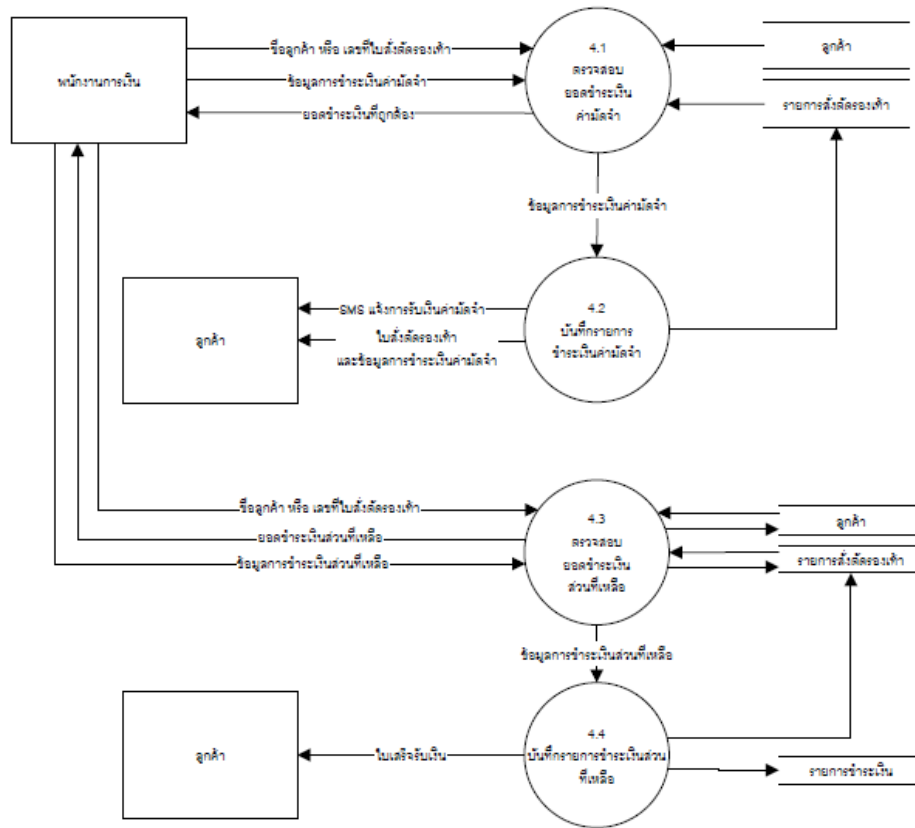 พนักงานการเงิน
ชื่อลูกค้า หรือ เลขที่ใบสั่งตัดรองเท้า
ข้อมูลการชำระเงินค่ามัดจำ
ยอดชำระเงินที่ถูกต้อง
4.1
ตรวจสอบ
ยอดชำระเงิน
ค่ามัดจำ
ลูกค้า
รายการสั่งตัดรองเท้า
ข้อมูลการชำระเงินค่ามัดจำ
ลูกค้า
SMS แจ้งการรับเงินค่ามัดจำ
ใบสั่งตัดรองเท้า
และข้อมูลการชำระเงินค่ามัดจำ
4.2
บันทึกรายการ
ชำระเงินค่ามัดจำ
ชื่อลูกค้า หรือ เลขที่ใบสั่งตัดรองเท้า
ยอดชำระเงินส่วนที่เหลือ
ข้อมูลการชำระเงินส่วนที่เหลือ
4.3
ตรวจสอบ
ยอดชำระเงิน
ส่วนที่เหลือ
ลูกค้า
รายการสั่งตัดรองเท้า
ข้อมูลการชำระเงินส่วนที่เหลือ
ลูกค้า
ใบเสร็จรับเงิน
4.4
บันทึกรายการชำระเงินส่วน
ที่เหลือ
รายการชำระเงิน